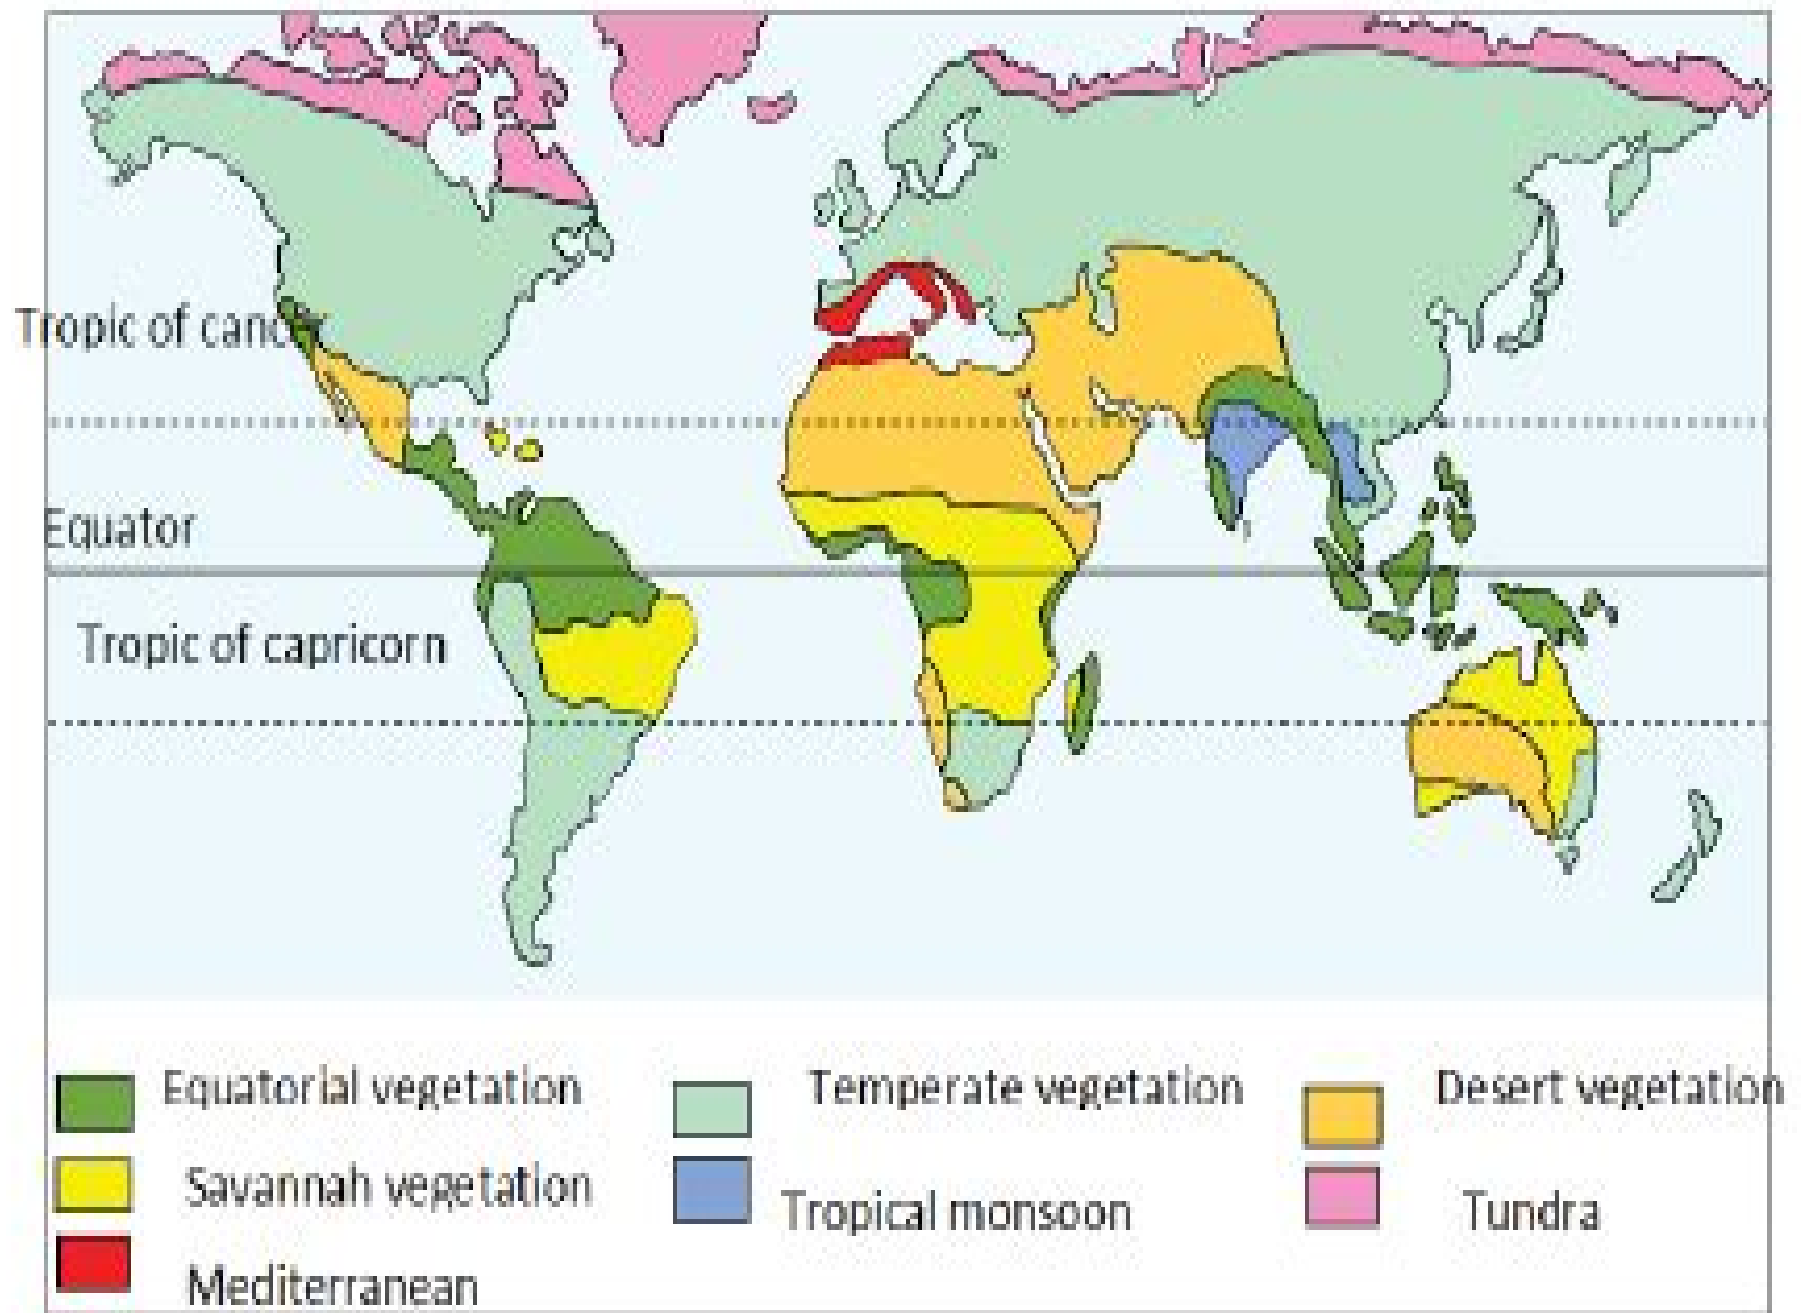 Tropic of cancer
Equator
Tropic of capricorn
Equatorial vegetation
Temperate vegetation
Desert vegetation
Savannah vegetation
Tropical monsoon
Tundra
Mediterranean